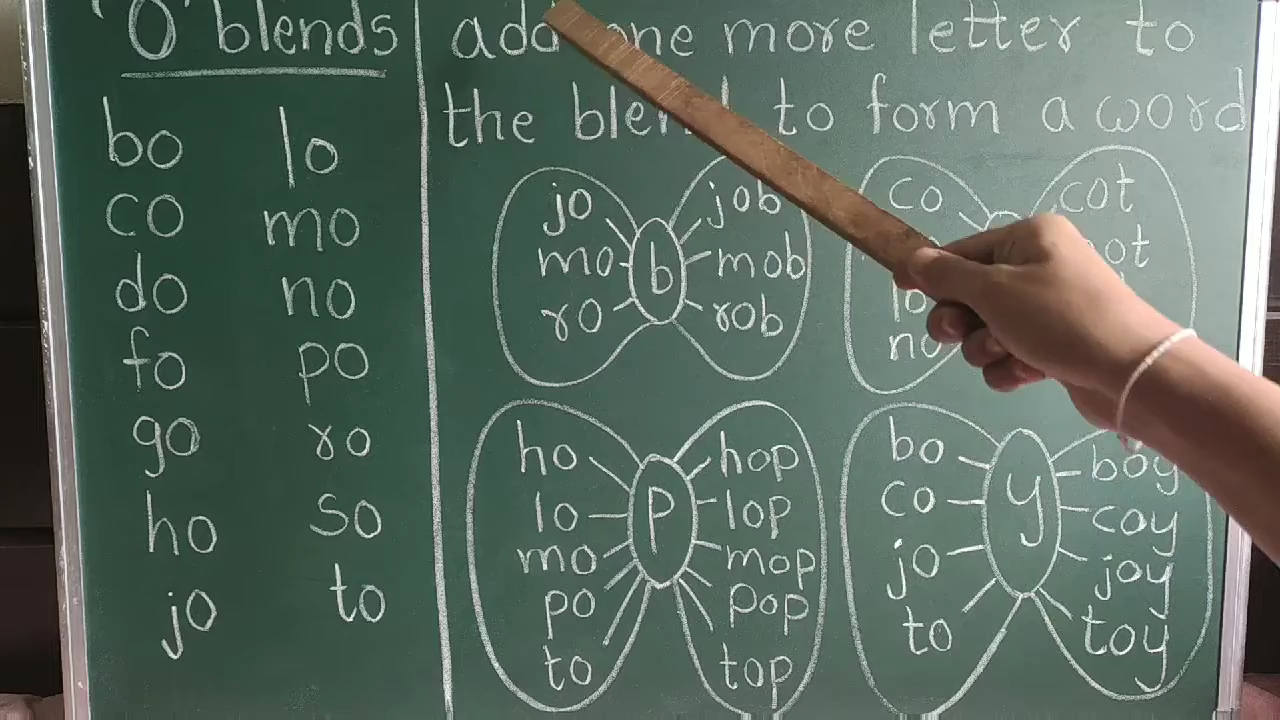 'O' blends
bo lo
co mo
do no
fo po
go ro
ho so
jo to
add one more letter to
the blend to form a word
jo b job
mo mob
ro rob
co cot
lo
no
ho p hop
lo lop
mo mop
po pop
to top
bo y boy
co coy
jo joy
to toy